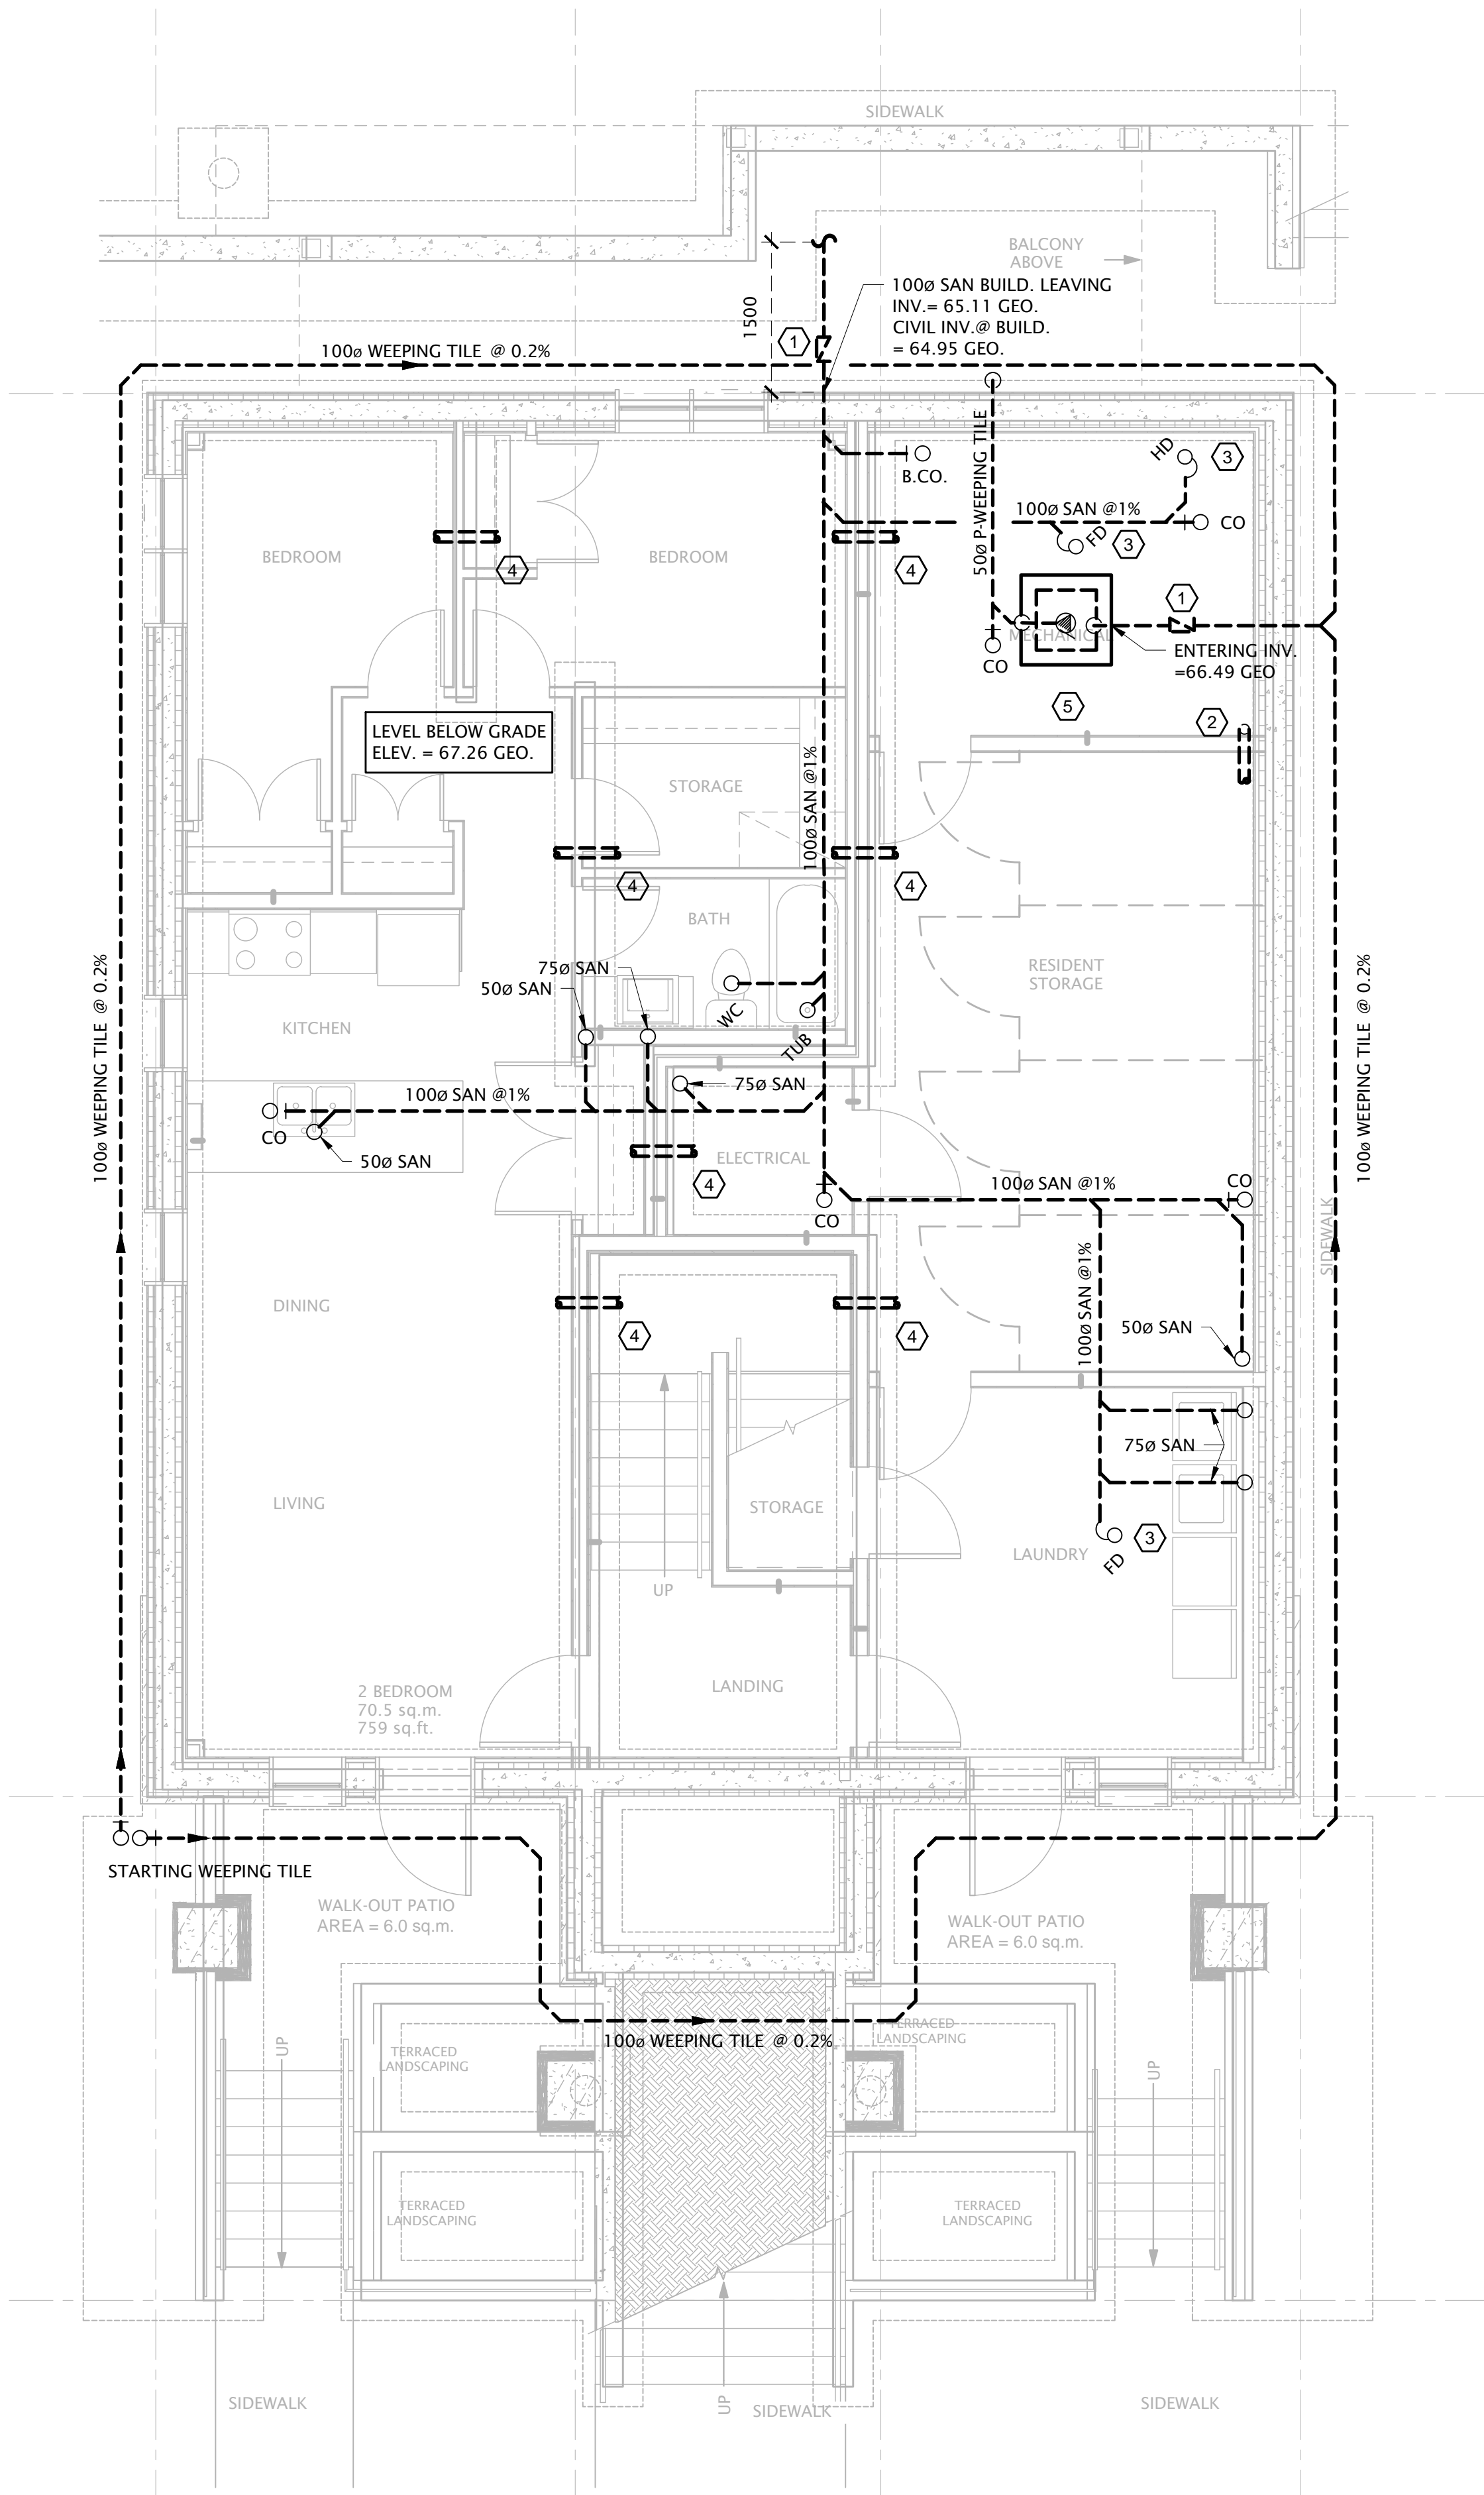 SIDEWALK
BALCONY
ABOVE
100ø SAN BUILD. LEAVING
INV.= 65.11 GEO.
CIVIL INV.@ BUILD.
= 64.95 GEO.
1500
1
100ø WEEPING TILE @ 0.2%
50ø P-WEEPING TILE
B.CO.
HD
3
100ø SAN @1%
CO
FD
3
BEDROOM
BEDROOM
4
4
1
MECHANICAL
CO
ENTERING INV.
=66.49 GEO
5
2
LEVEL BELOW GRADE
ELEV. = 67.26 GEO.
STORAGE
100ø SAN @1%
4
4
BATH
75ø SAN
50ø SAN
WC
TUB
RESIDENT
STORAGE
100ø WEEPING TILE @ 0.2%
100ø WEEPING TILE @ 0.2%
KITCHEN
100ø SAN @1%
75ø SAN
CO
50ø SAN
ELECTRICAL
4
CO
100ø SAN @1%
CO
SIDEWALK
DINING
4
4
100ø SAN @1%
50ø SAN
75ø SAN
LIVING
STORAGE
UP
3
FD
LAUNDRY
2 BEDROOM
70.5 sq.m.
759 sq.ft.
LANDING
STARTING WEEPING TILE
WALK-OUT PATIO
AREA = 6.0 sq.m.
WALK-OUT PATIO
AREA = 6.0 sq.m.
100ø WEEPING TILE @ 0.2%
TERRACED
LANDSCAPING
TERRACED
LANDSCAPING
UP
UP
TERRACED
LANDSCAPING
TERRACED
LANDSCAPING
UP
SIDEWALK
SIDEWALK
SIDEWALK